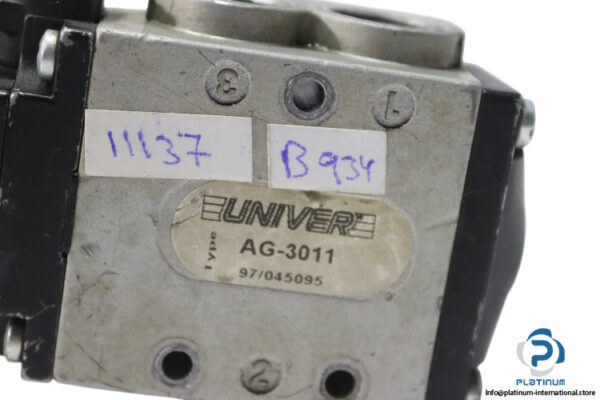 3
1
11137
B934
UNIVER
Type
AG-3011
97/045095
2
PLATINUM
Info@platinum-international.store